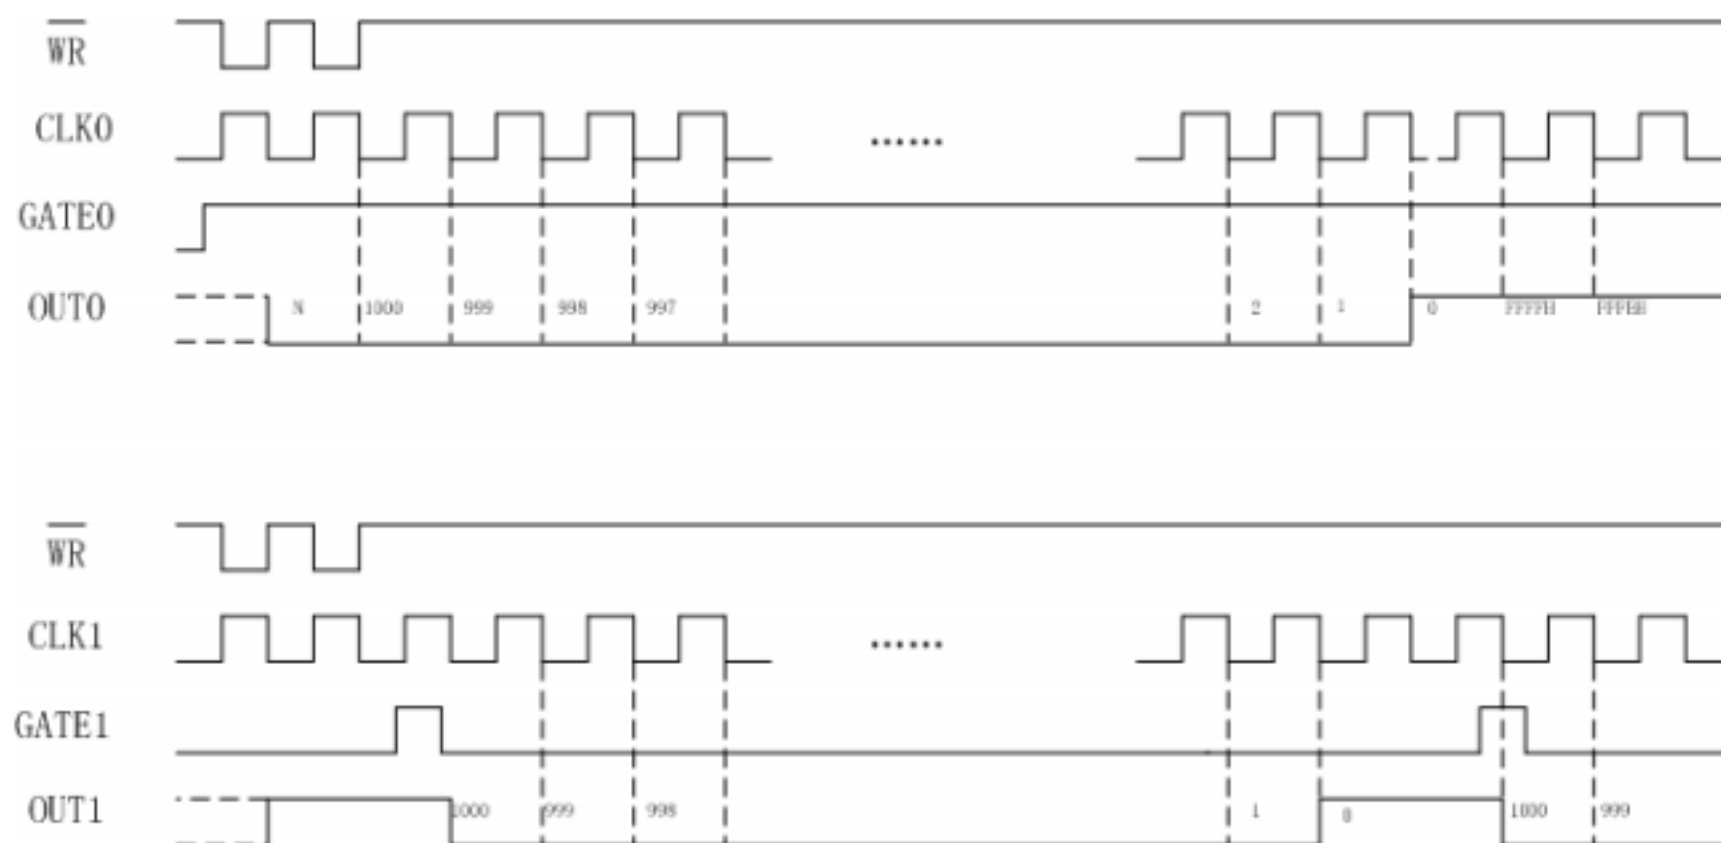 WR
CLK0
GATE0
OUT0 N 1000 999 998 997 2 1 0 FFFFH FFFEH
WR
CLK1
GATE1
OUT1 1000 999 998 1 0 1000 999